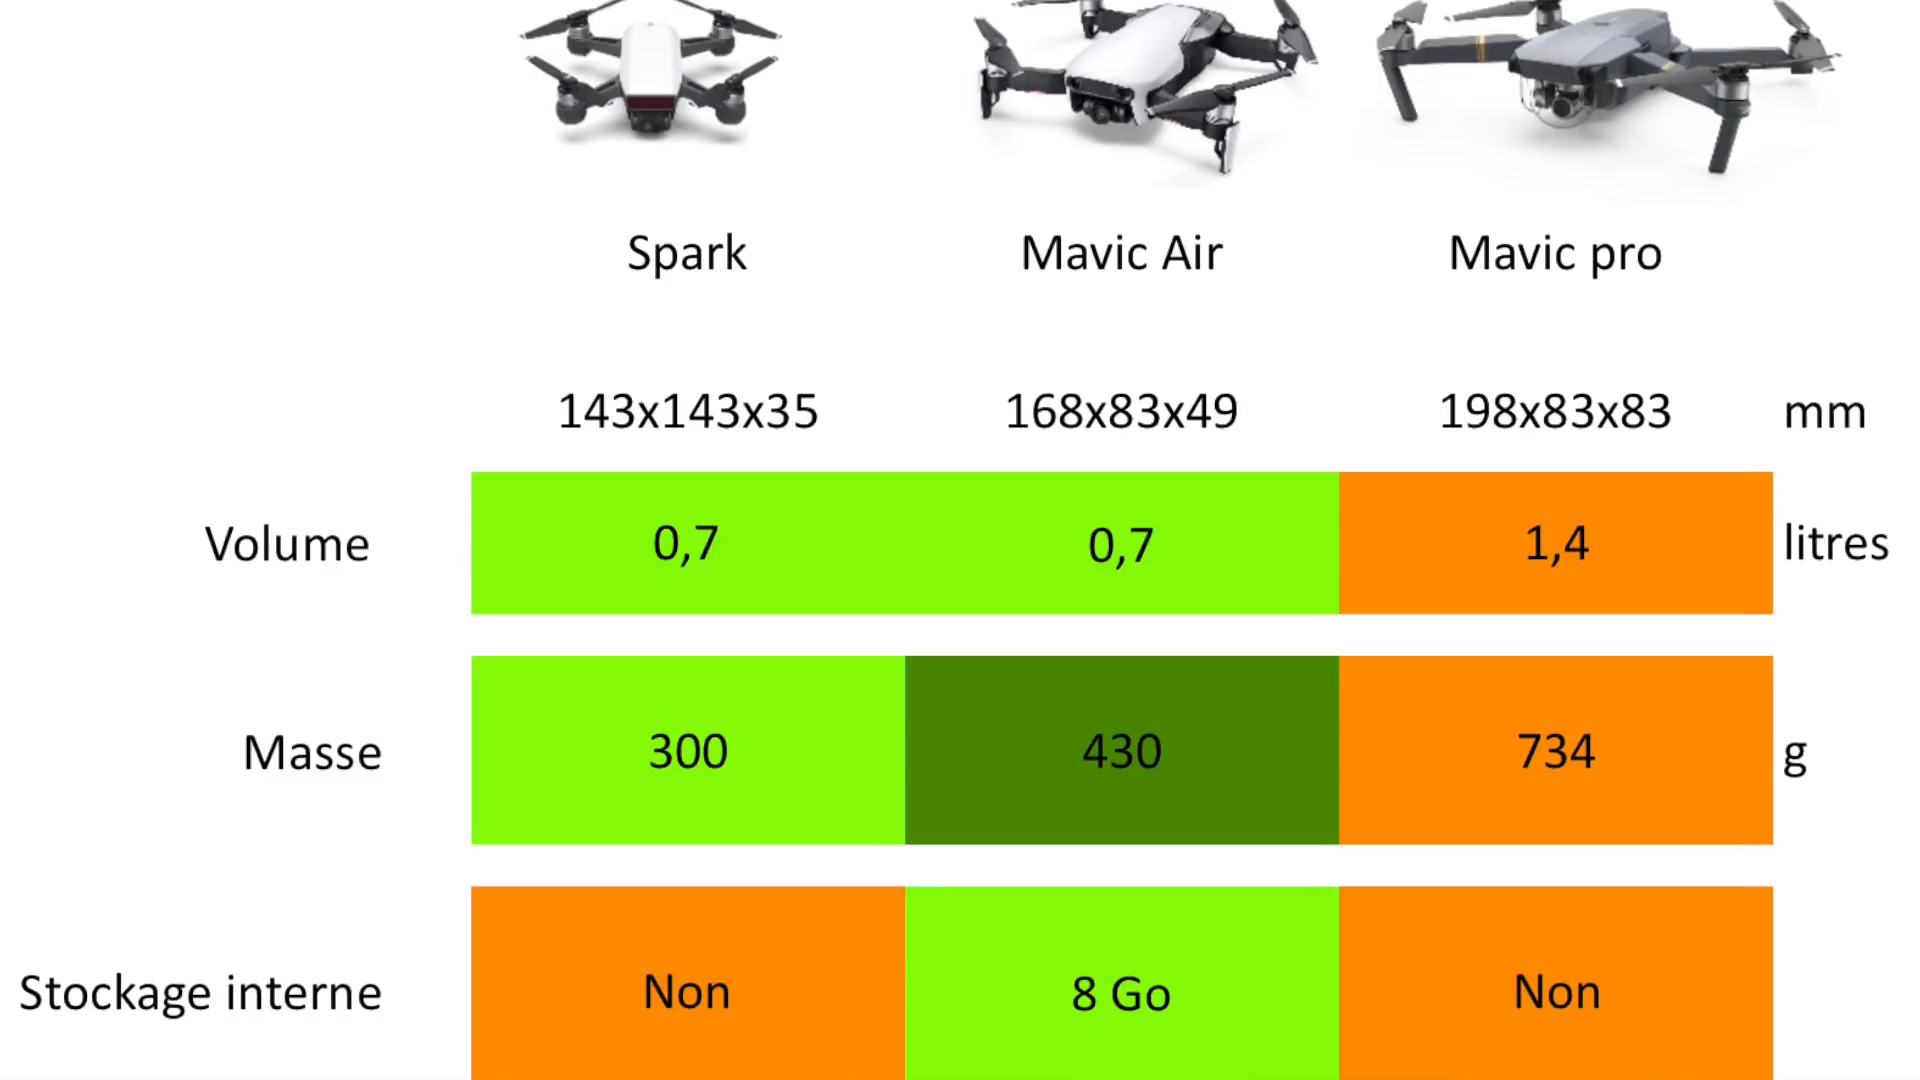 Spark Mavic Air Mavic pro
143x143x35 168x83x49 198x83x83 mm
Volume 0,7 0,7 1,4 litres
Masse 300 430 734 g
Stockage interne Non 8 Go Non